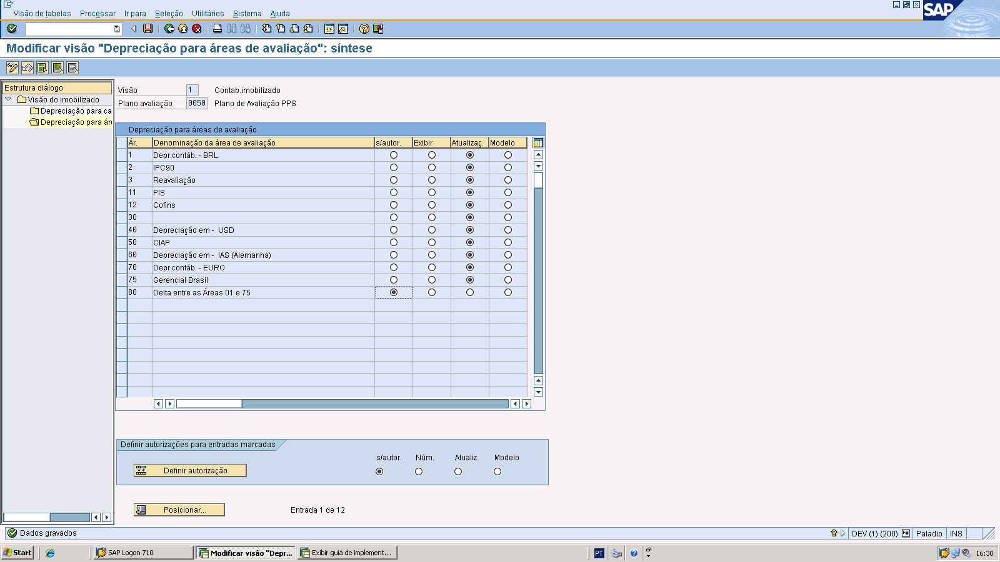 Visão de tabelas Processar Ir para Seleção Utilitários Sistema Ajuda
SAP
Modificar visão "Depreciação para áreas de avaliação": síntese
Estrutura diálogo
Visão do imobilizado
Depreciação para ca
Depreciação para áre
Visão 1 Contab.imobilizado
Plano avaliação 0050 Plano de Avaliação PPS
Depreciação para áreas de avaliação
Ár. Denominação da área de avaliação s/autor. Exibir Atualizaç. Modelo
1 Depr.contáb. - BRL
2 IPC90
3 Reavaliação
11 PIS
12 Cofins
30
40 Depreciação em - USD
50 CIAP
60 Depreciação em - IAS (Alemanha)
70 Depr.contáb. - EURO
75 Gerencial Brasil
80 Delta entre as Áreas 01 e 75
Definir autorizações para entradas marcadas
s/autor. Núm. Atualiz. Modelo
Definir autorização
Posicionar... Entrada 1 de 12
Dados gravados DEV (1) (200) Paladio INS
Start SAP Logon 710 Modificar visão "Depr... Exibir guia de implement... PT 16:30